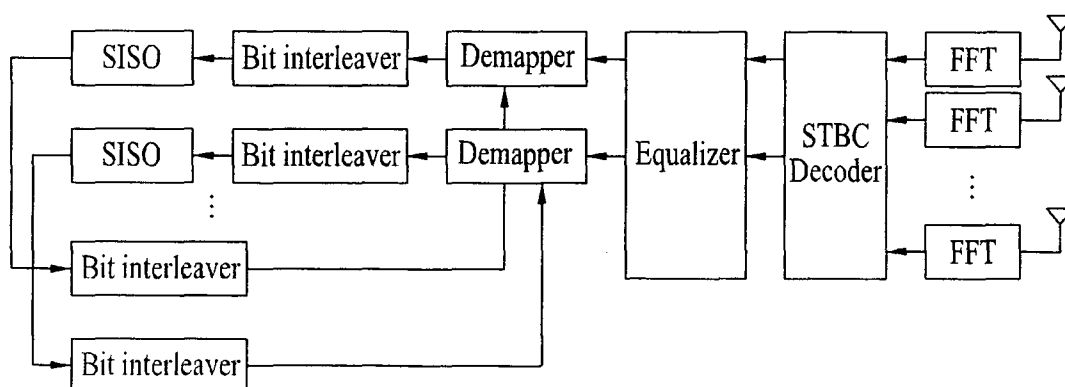 SISO
Bit interleaver
Demapper
FFT
FFT
SISO
Bit interleaver
Demapper
Equalizer
STBC
Decoder
FFT
Bit interleaver
Bit interleaver